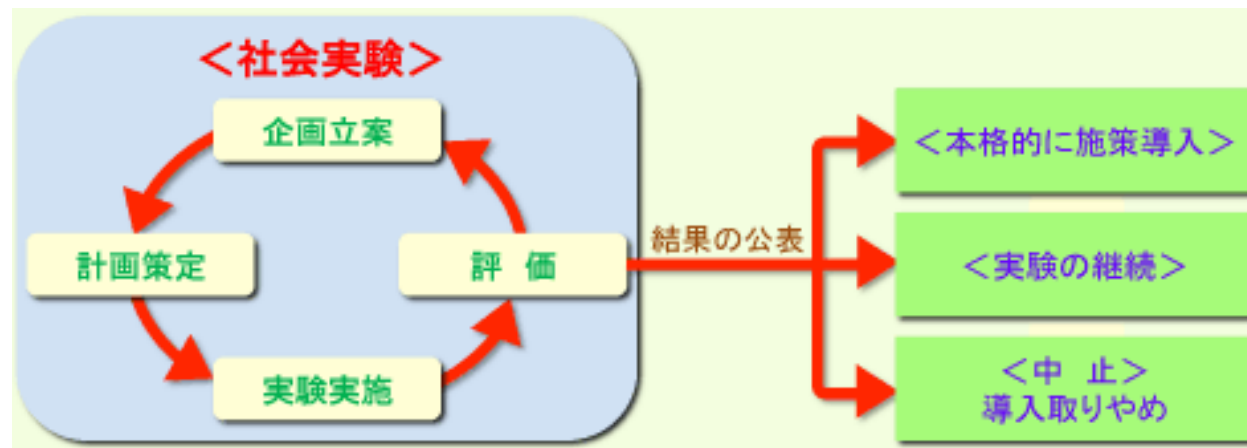 ＜社会実験＞
企画立案
計画策定
評　価
実験実施
結果の公表
＜本格的に施策導入＞
＜実験の継続＞
＜中　止＞
導入取りやめ